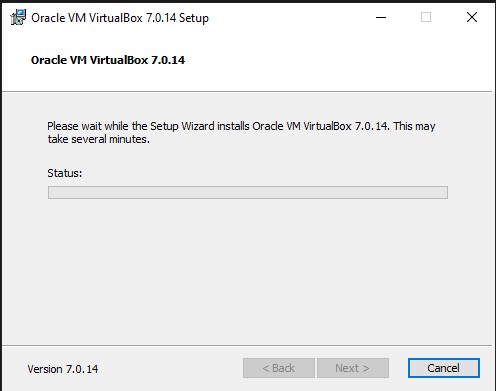 Oracle VM VirtualBox 7.0.14 Setup
Oracle VM VirtualBox 7.0.14
Please wait while the Setup Wizard installs Oracle VM VirtualBox 7.0.14. This may
take several minutes.
Status:
Version 7.0.14
< Back
Next >
Cancel